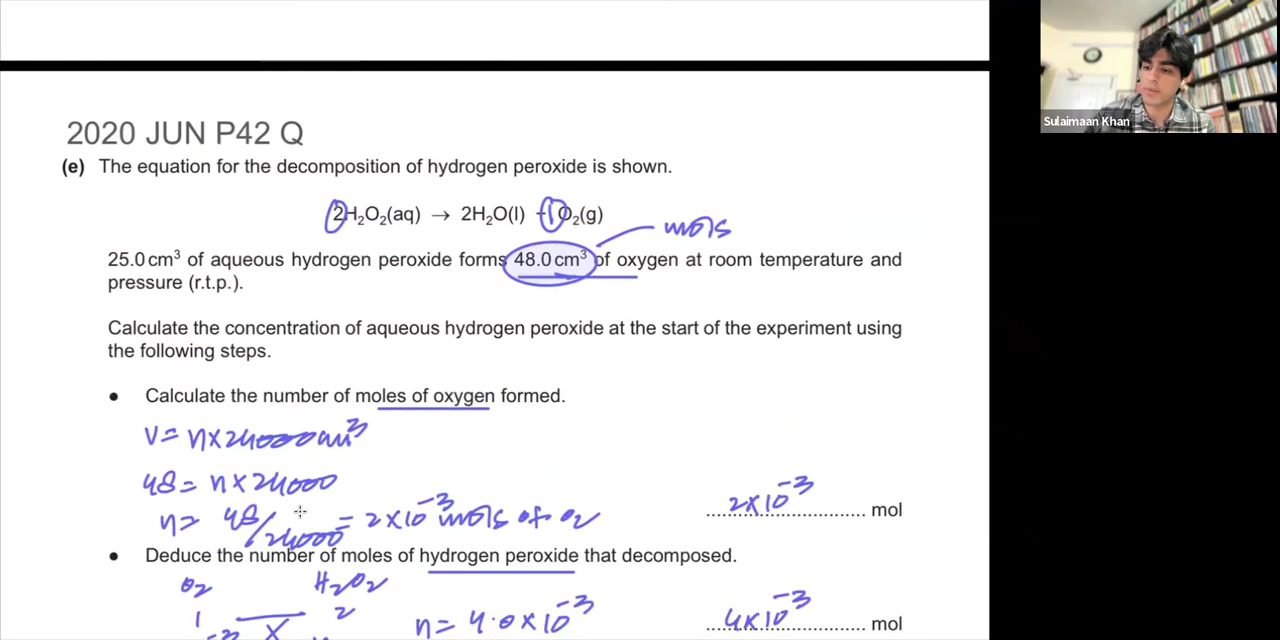 2020 JUN P42 Q
(e) The equation for the decomposition of hydrogen peroxide is shown.
2H₂O₂(aq) → 2H₂O(l) + 1 O₂(g)
mols
25.0 cm³ of aqueous hydrogen peroxide forms 48.0 cm³ of oxygen at room temperature and
pressure (r.t.p.).
Calculate the concentration of aqueous hydrogen peroxide at the start of the experiment using
the following steps.
● Calculate the number of moles of oxygen formed.
V = n×24000cm³
48 = n×24000
n = 48/24000 = 2×10⁻³ mols of O₂
2×10⁻³ mol
● Deduce the number of moles of hydrogen peroxide that decomposed.
O₂ H₂O₂
1 2
X
n = 4.0×10⁻³
4×10⁻³ mol
Sulaimaan Khan